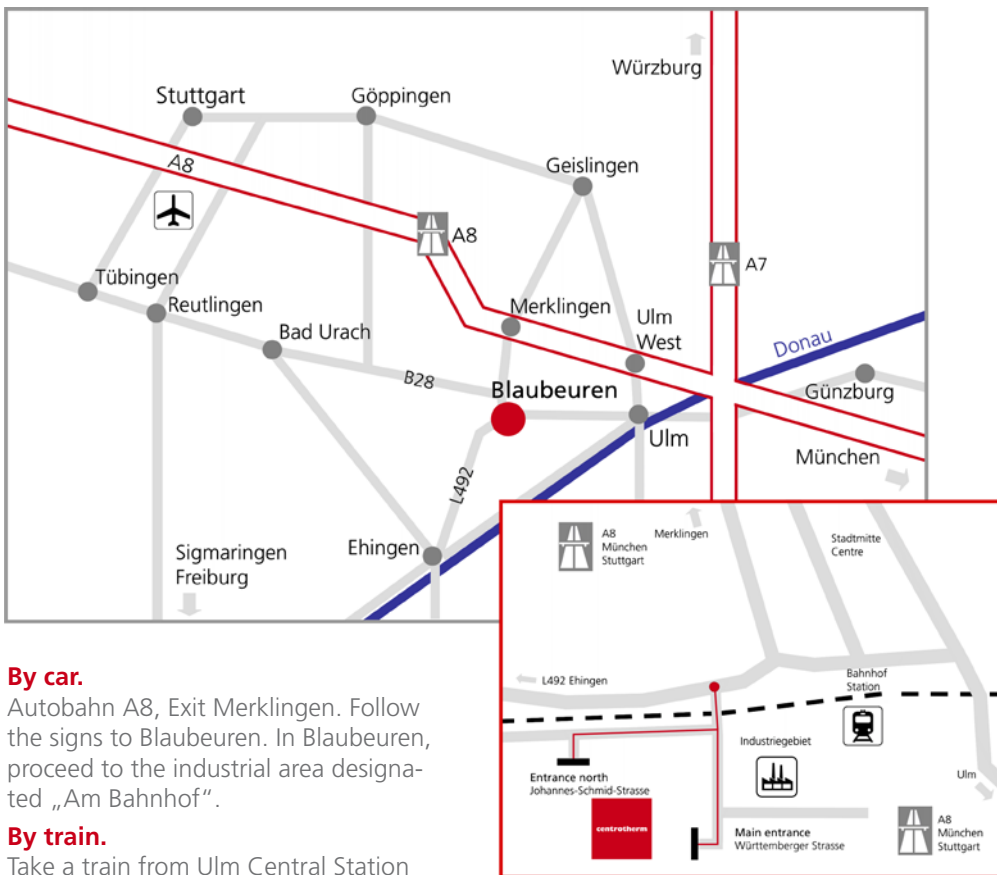 Würzburg
Stuttgart
Göppingen
Geislingen
A8
A8
A7
Tübingen
Reutlingen
Merklingen
Ulm
West
Bad Urach
Donau
B28
Blaubeuren
Günzburg
Ulm
München
L492
Ehingen
Sigmaringen
Freiburg
A8
München
Stuttgart
Merklingen
Stadtmitte
Centre
L492 Ehingen
Bahnhof
Station
Industriegebiet
Entrance north
Johannes-Schmid-Strasse
Ulm
centrotherm
Main entrance
Württemberger Strasse
A8
München
Stuttgart
By car.
Autobahn A8, Exit Merklingen. Follow
the signs to Blaubeuren. In Blaubeuren,
proceed to the industrial area designa-
ted „Am Bahnhof“.
By train.
Take a train from Ulm Central Station